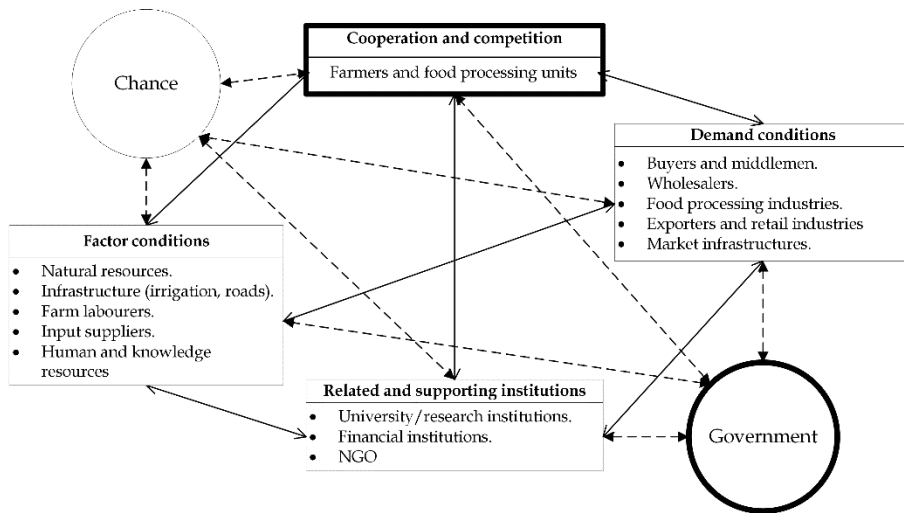 Cooperation and competition
Farmers and food processing units
Chance
Demand conditions
• Buyers and middlemen.
• Wholesalers.
• Food processing industries.
• Exporters and retail industries
• Market infrastructures.
Factor conditions
• Natural resources.
• Infrastructure (irrigation, roads).
• Farm labourers.
• Input suppliers.
• Human and knowledge
resources
Related and supporting institutions
• University/research institutions.
• Financial institutions.
• NGO
Government